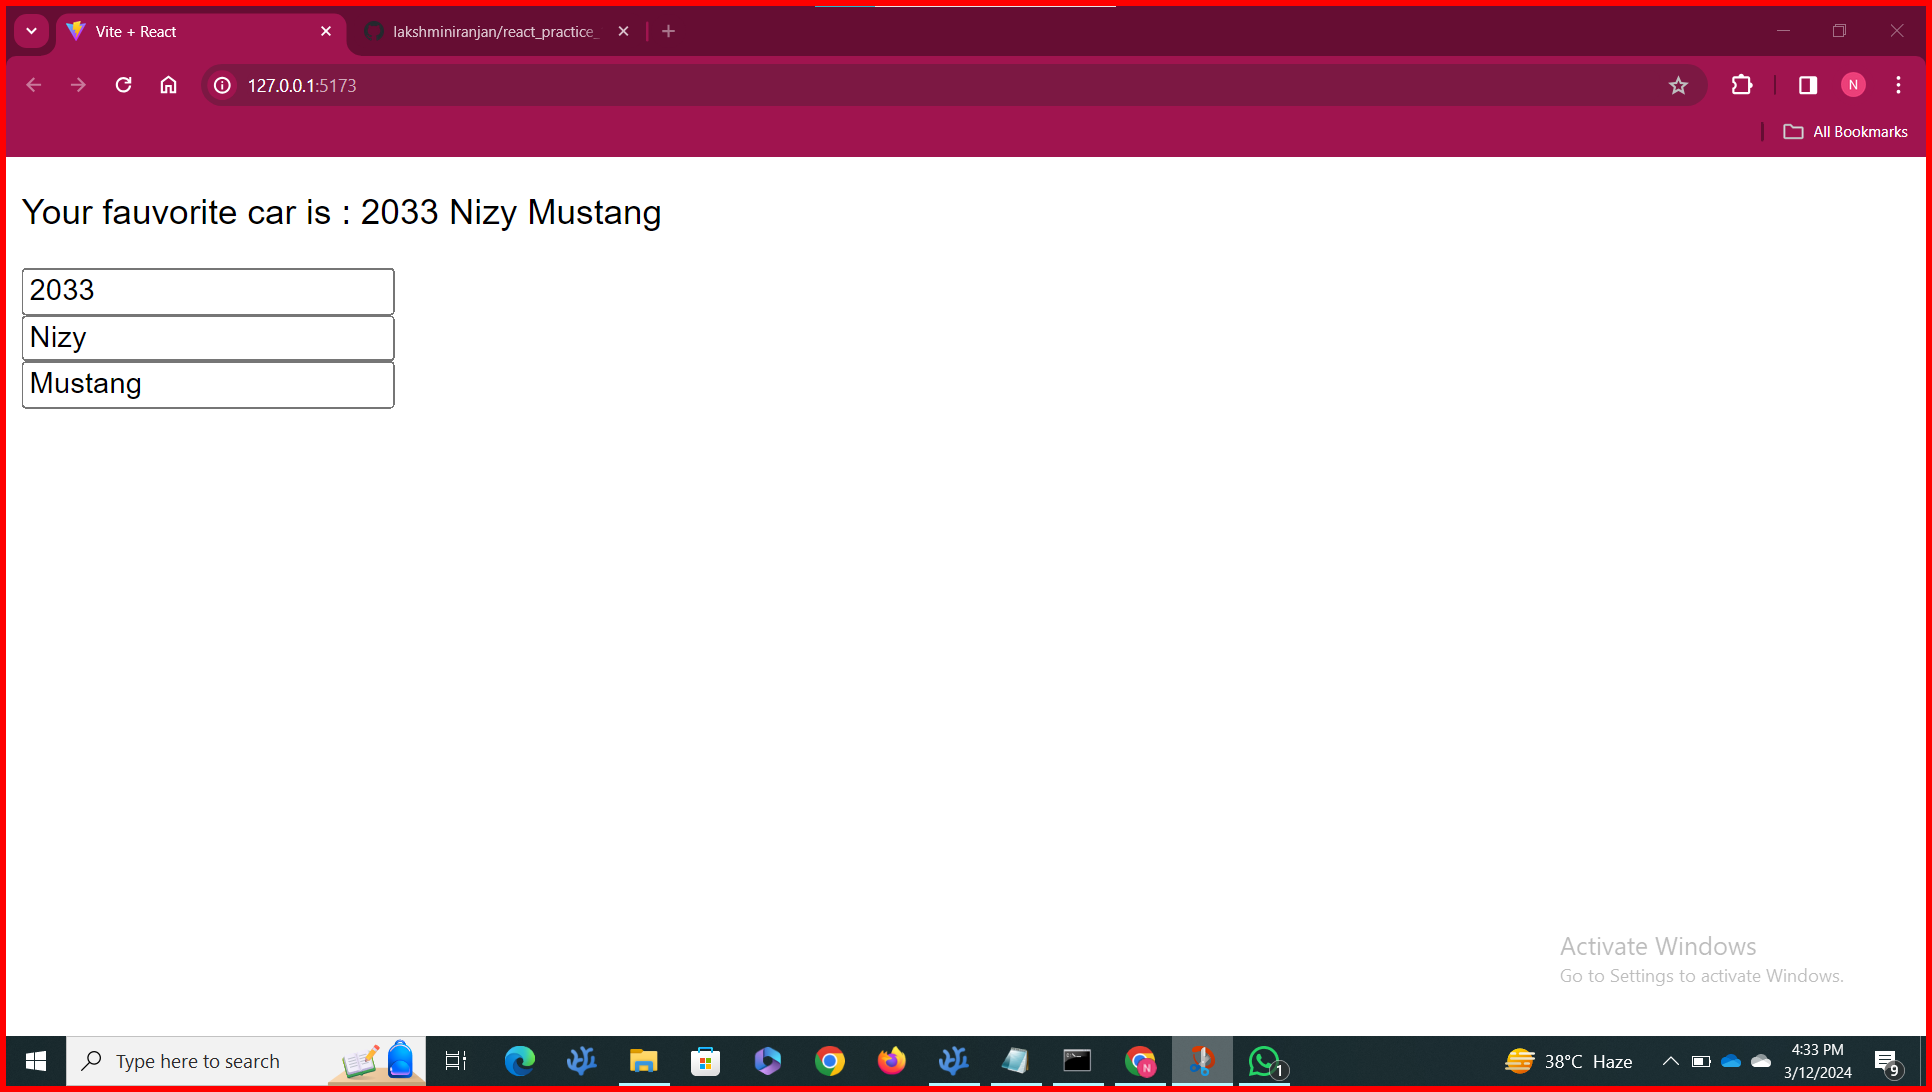 Vite + React
lakshminiranjan/react_practice_
127.0.0.1:5173
N
All Bookmarks
Your fauvorite car is : 2033 Nizy Mustang
2033
Nizy
Mustang
Activate Windows
Go to Settings to activate Windows.
Type here to search
N
1
38°C Haze
4:33 PM
3/12/2024
9